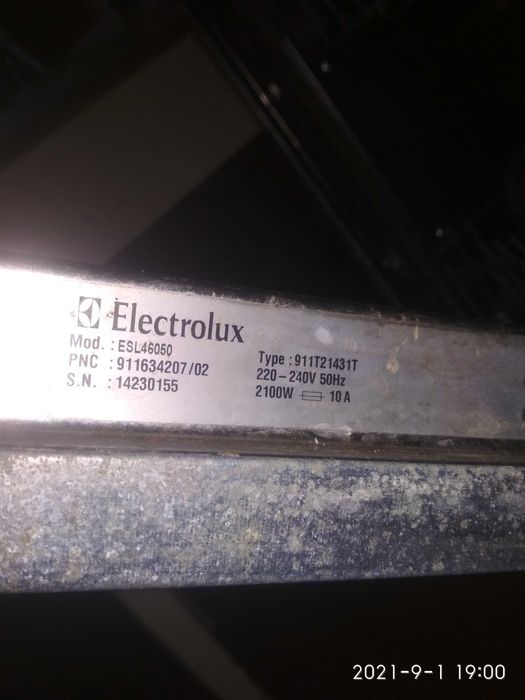 Electrolux
Mod. : ESL46050
PNC : 911634207/02
S.N. : 14230155
Type : 911T21431T
220-240V 50Hz
2100W 10 A
2021-9-1 19:00